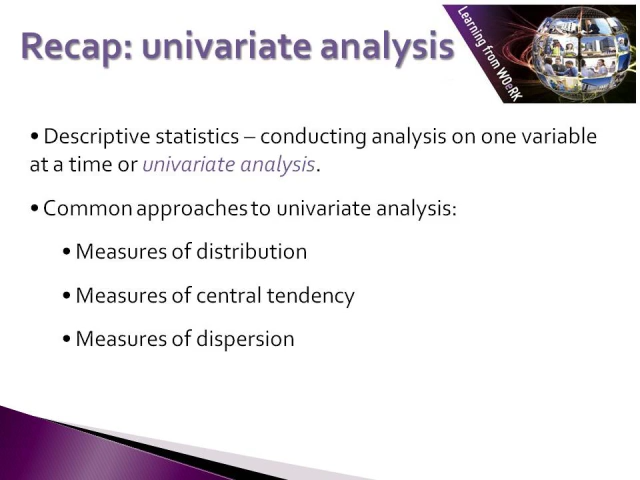 Recap: univariate analysis
Learning from WOeRK
• Descriptive statistics – conducting analysis on one variable
at a time or univariate analysis.
• Common approaches to univariate analysis:
• Measures of distribution
• Measures of central tendency
• Measures of dispersion